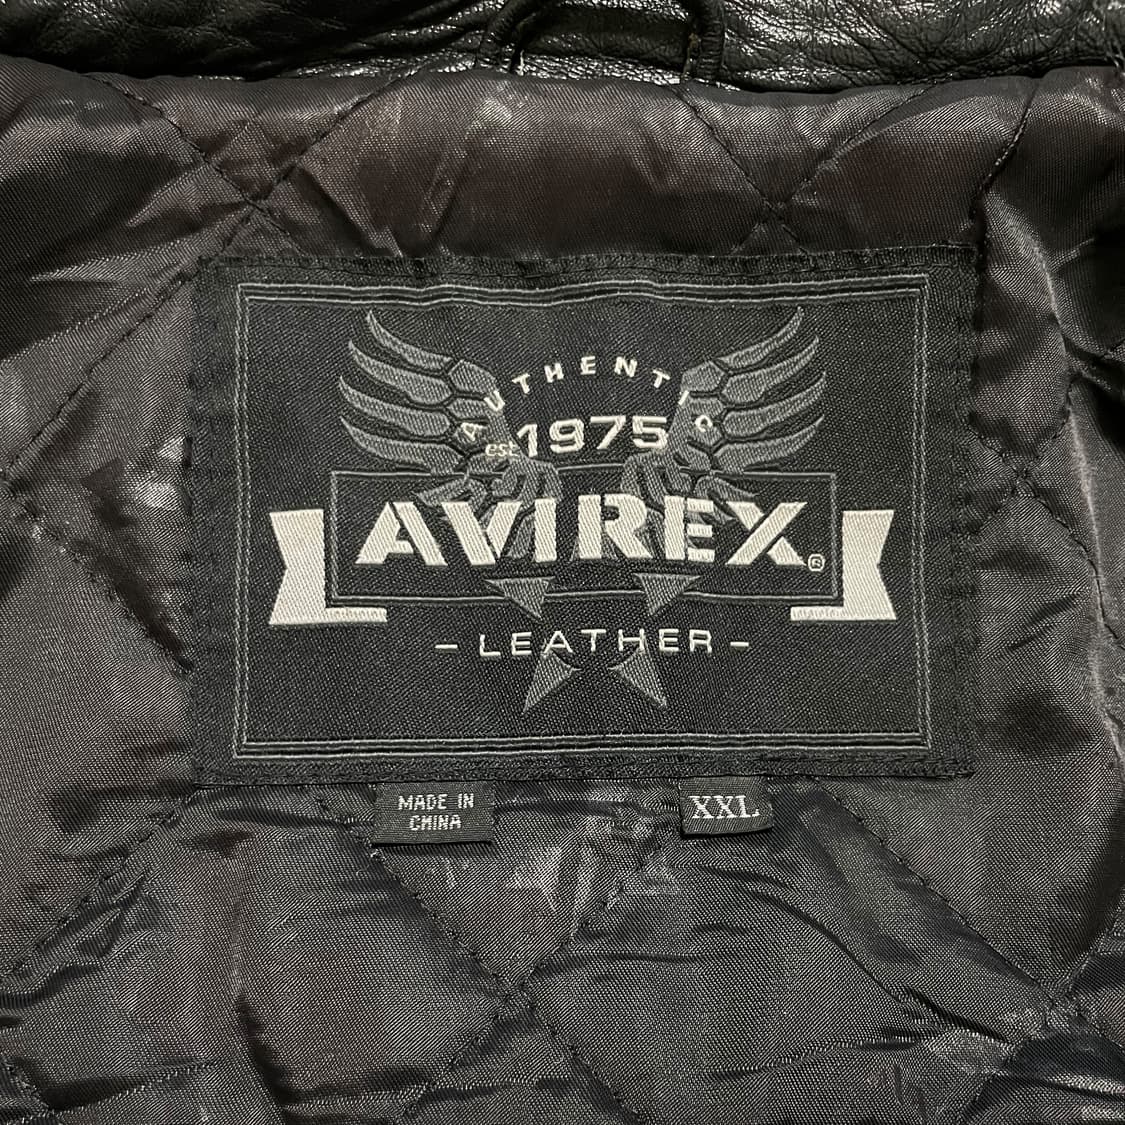 AUTHENTIC
est 1975
AVIREX®
- LEATHER -
MADE IN
CHINA
XXL